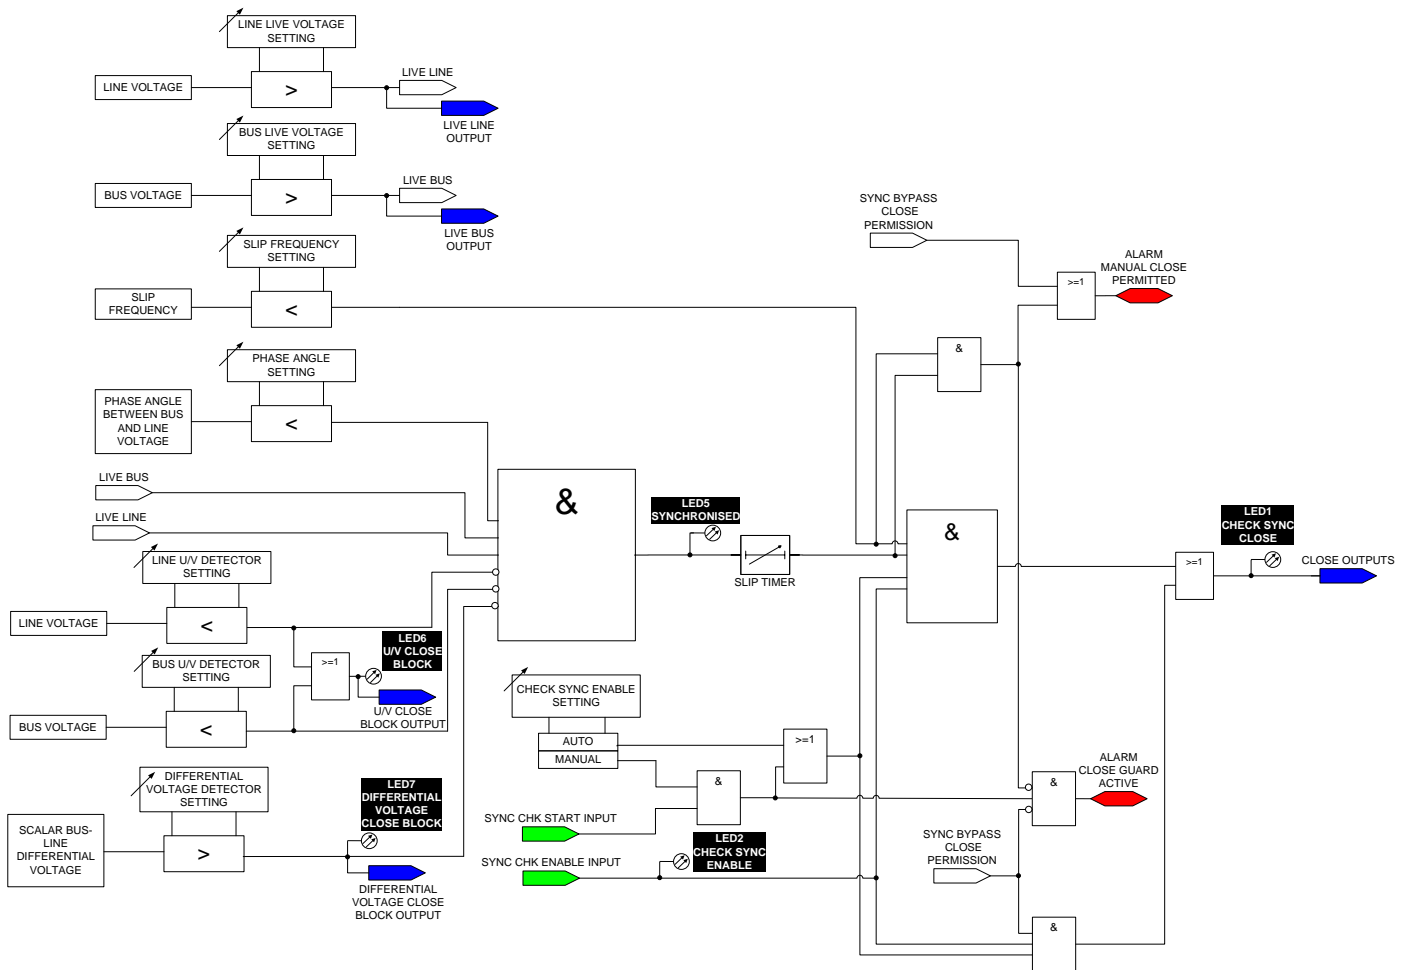 LINE LIVE VOLTAGE
SETTING
LINE VOLTAGE
>
LIVE LINE
LIVE LINE
OUTPUT
BUS LIVE VOLTAGE
SETTING
BUS VOLTAGE
>
LIVE BUS
LIVE BUS
OUTPUT
SLIP FREQUENCY
SETTING
SLIP
FREQUENCY
<
PHASE ANGLE
SETTING
PHASE ANGLE
BETWEEN BUS
AND LINE
VOLTAGE
<
LIVE BUS
LIVE LINE
LINE U/V DETECTOR
SETTING
LINE VOLTAGE
<
BUS U/V DETECTOR
SETTING
BUS VOLTAGE
<
>=1
LED6
U/V CLOSE
BLOCK
U/V CLOSE
BLOCK OUTPUT
DIFFERENTIAL
VOLTAGE DETECTOR
SETTING
SCALAR BUS-
LINE
DIFFERENTIAL
VOLTAGE
>
LED7
DIFFERENTIAL
VOLTAGE
CLOSE BLOCK
DIFFERENTIAL
VOLTAGE CLOSE
BLOCK OUTPUT
&
LED5
SYNCHRONISED
SLIP TIMER
CHECK SYNC ENABLE
SETTING
AUTO
MANUAL
&
>=1
SYNC CHK START INPUT
SYNC CHK ENABLE INPUT
LED2
CHECK SYNC
ENABLE
SYNC BYPASS
CLOSE
PERMISSION
>=1
ALARM
MANUAL CLOSE
PERMITTED
&
&
>=1
LED1
CHECK SYNC
CLOSE
CLOSE OUTPUTS
&
ALARM
CLOSE GUARD
ACTIVE
SYNC BYPASS
CLOSE
PERMISSION
&